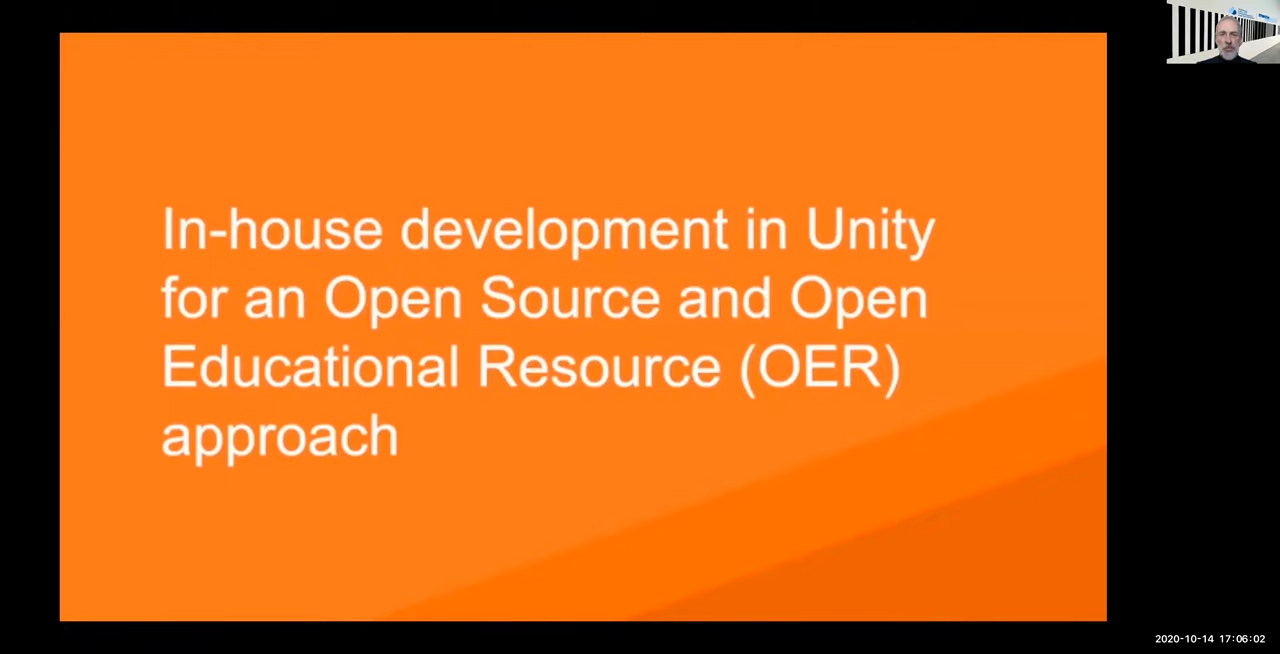 In-house development in Unity
for an Open Source and Open
Educational Resource (OER)
approach
2020-10-14 17:06:02